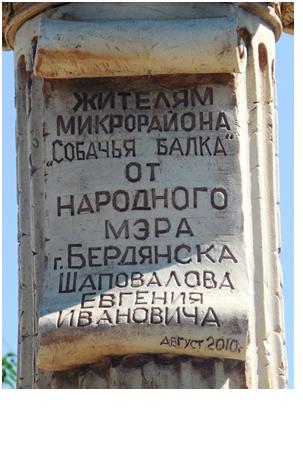 ЖИТЕЛЯМ
МИКРОРАЙОНА
"СОБАЧЬЯ БАЛКА"
ОТ
НАРОДНОГО
МЭРА
г. БЕРДЯНСКА
ШАПОВАЛОВА
ЕВГЕНИЯ
ИВАНОВИЧА
АВГУСТ 2010г.